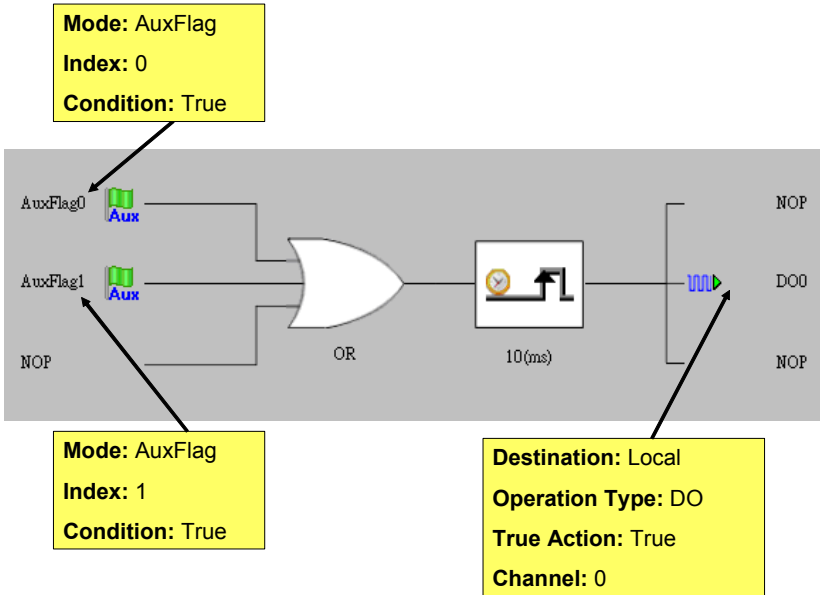 Mode: AuxFlag
Index: 0
Condition: True
AuxFlag0
Aux
NOP
AuxFlag1
Aux
DO0
NOP
OR
10(ms)
NOP
Mode: AuxFlag
Index: 1
Condition: True
Destination: Local
Operation Type: DO
True Action: True
Channel: 0